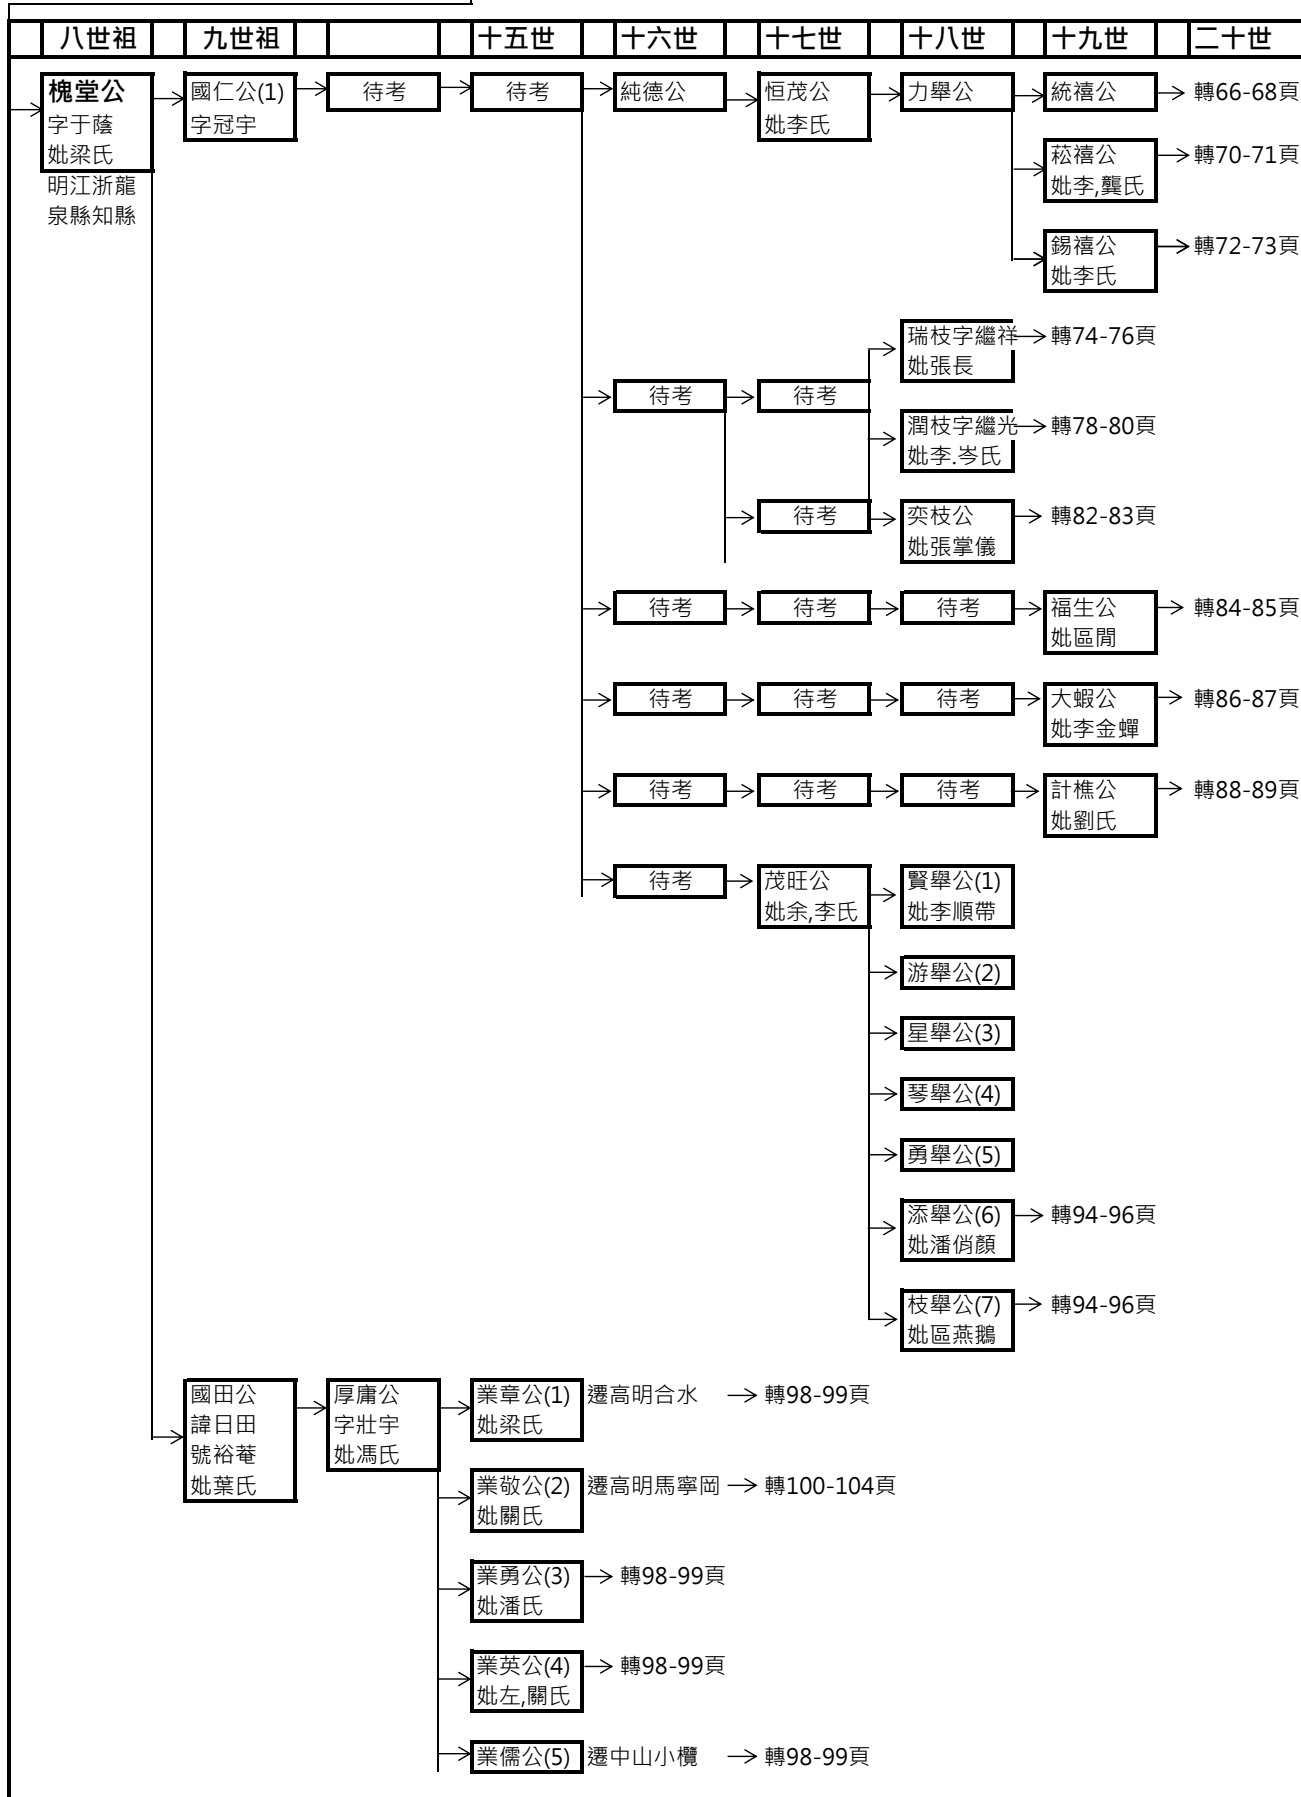 八世祖 九世祖 十五世 十六世 十七世 十八世 十九世 二十世
槐堂公
字于蔭
妣梁氏
明江浙龍
泉縣知縣
國仁公(1)
字冠宇
待考
待考
純德公
恒茂公
妣李氏
力舉公
統禧公
轉66-68頁
菘禧公
妣李,龔氏
轉70-71頁
錫禧公
妣李氏
轉72-73頁
待考
待考
瑞枝字繼祥
妣張長
轉74-76頁
潤枝字繼光
妣李.岑氏
轉78-80頁
待考
奕枝公
妣張掌儀
轉82-83頁
待考
待考
待考
福生公
妣區閒
轉84-85頁
待考
待考
待考
大蝦公
妣李金蟬
轉86-87頁
待考
待考
待考
計樵公
妣劉氏
轉88-89頁
待考
茂旺公
妣余,李氏
賢舉公(1)
妣李順帶
游舉公(2)
星舉公(3)
琴舉公(4)
勇舉公(5)
添舉公(6)
妣潘俏顏
轉94-96頁
枝舉公(7)
妣區燕鵝
轉94-96頁
國田公
諱日田
號裕菴
妣葉氏
厚庸公
字壯宇
妣馮氏
業章公(1)
妣梁氏
遷高明合水
轉98-99頁
業敬公(2)
妣關氏
遷高明馬寧岡
轉100-104頁
業勇公(3)
妣潘氏
轉98-99頁
業英公(4)
妣左,關氏
轉98-99頁
業儒公(5)
遷中山小欖
轉98-99頁